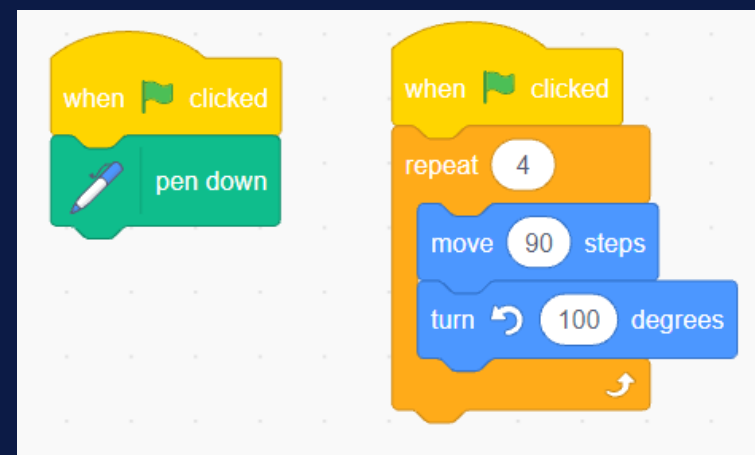 when clicked
pen down
when clicked
repeat 4
move 90 steps
turn 100 degrees